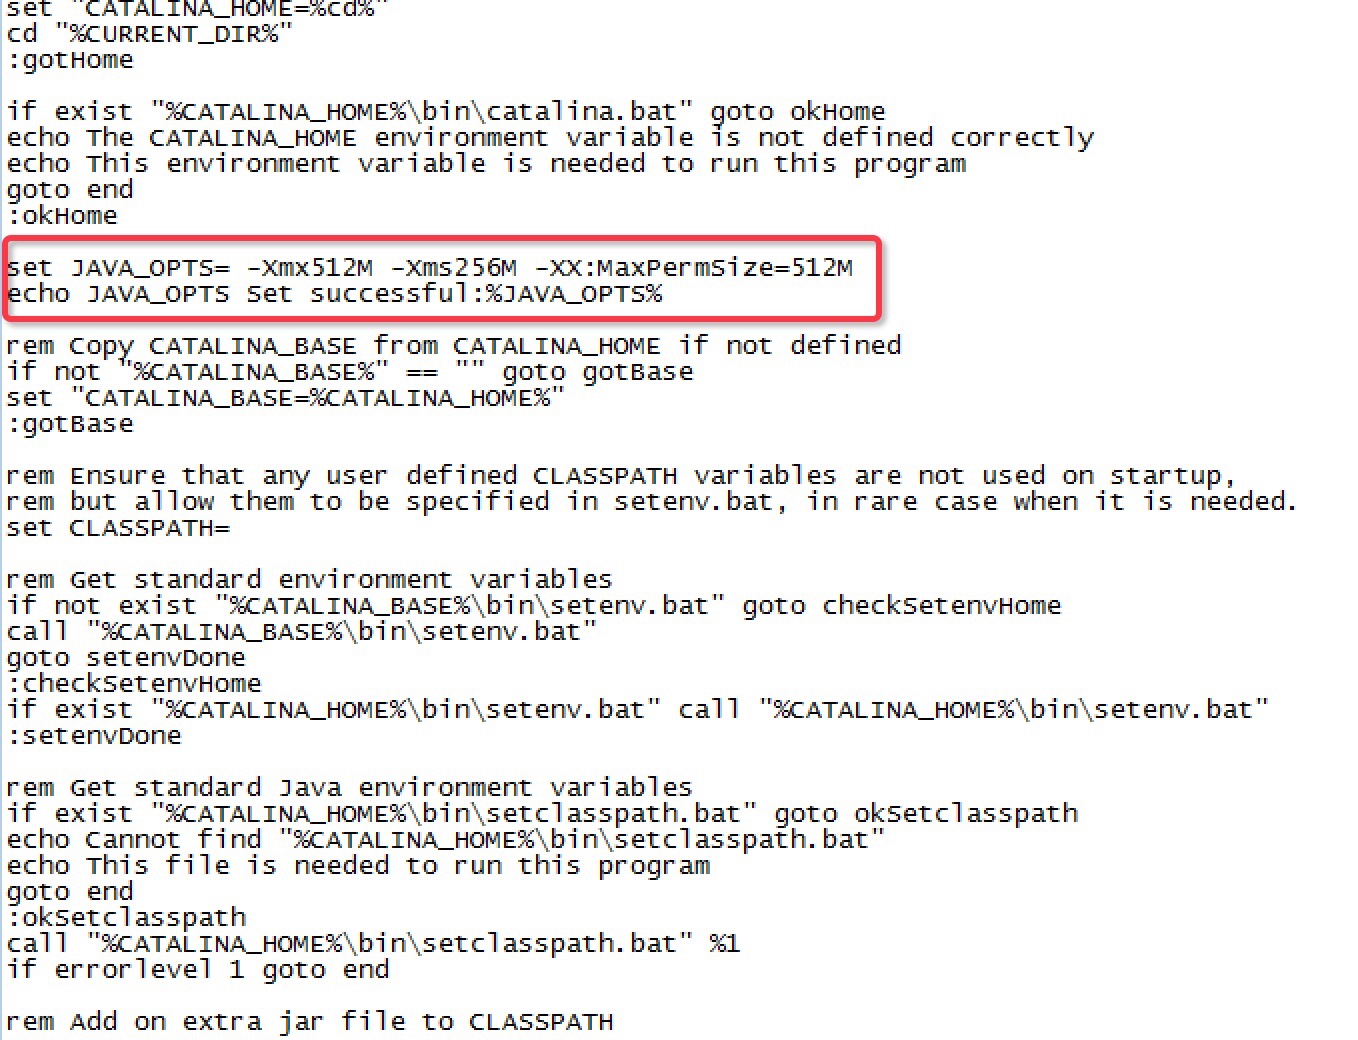 set "CATALINA_HOME=%cd%"
cd "%CURRENT_DIR%"
:gotHome
if exist "%CATALINA_HOME%\bin\catalina.bat" goto okHome
echo The CATALINA_HOME environment variable is not defined correctly
echo This environment variable is needed to run this program
goto end
:okHome
set JAVA_OPTS= -Xmx512M -Xms256M -XX:MaxPermSize=512M
echo JAVA_OPTS Set successful:%JAVA_OPTS%
rem Copy CATALINA_BASE from CATALINA_HOME if not defined
if not "%CATALINA_BASE%" == "" goto gotBase
set "CATALINA_BASE=%CATALINA_HOME%"
:gotBase
rem Ensure that any user defined CLASSPATH variables are not used on startup,
rem but allow them to be specified in setenv.bat, in rare case when it is needed.
set CLASSPATH=
rem Get standard environment variables
if not exist "%CATALINA_BASE%\bin\setenv.bat" goto checkSetenvHome
call "%CATALINA_BASE%\bin\setenv.bat"
goto setenvDone
:checkSetenvHome
if exist "%CATALINA_HOME%\bin\setenv.bat" call "%CATALINA_HOME%\bin\setenv.bat"
:setenvDone
rem Get standard Java environment variables
if exist "%CATALINA_HOME%\bin\setclasspath.bat" goto okSetclasspath
echo Cannot find "%CATALINA_HOME%\bin\setclasspath.bat"
echo This file is needed to run this program
goto end
:okSetclasspath
call "%CATALINA_HOME%\bin\setclasspath.bat" %1
if errorlevel 1 goto end
rem Add on extra jar file to CLASSPATH